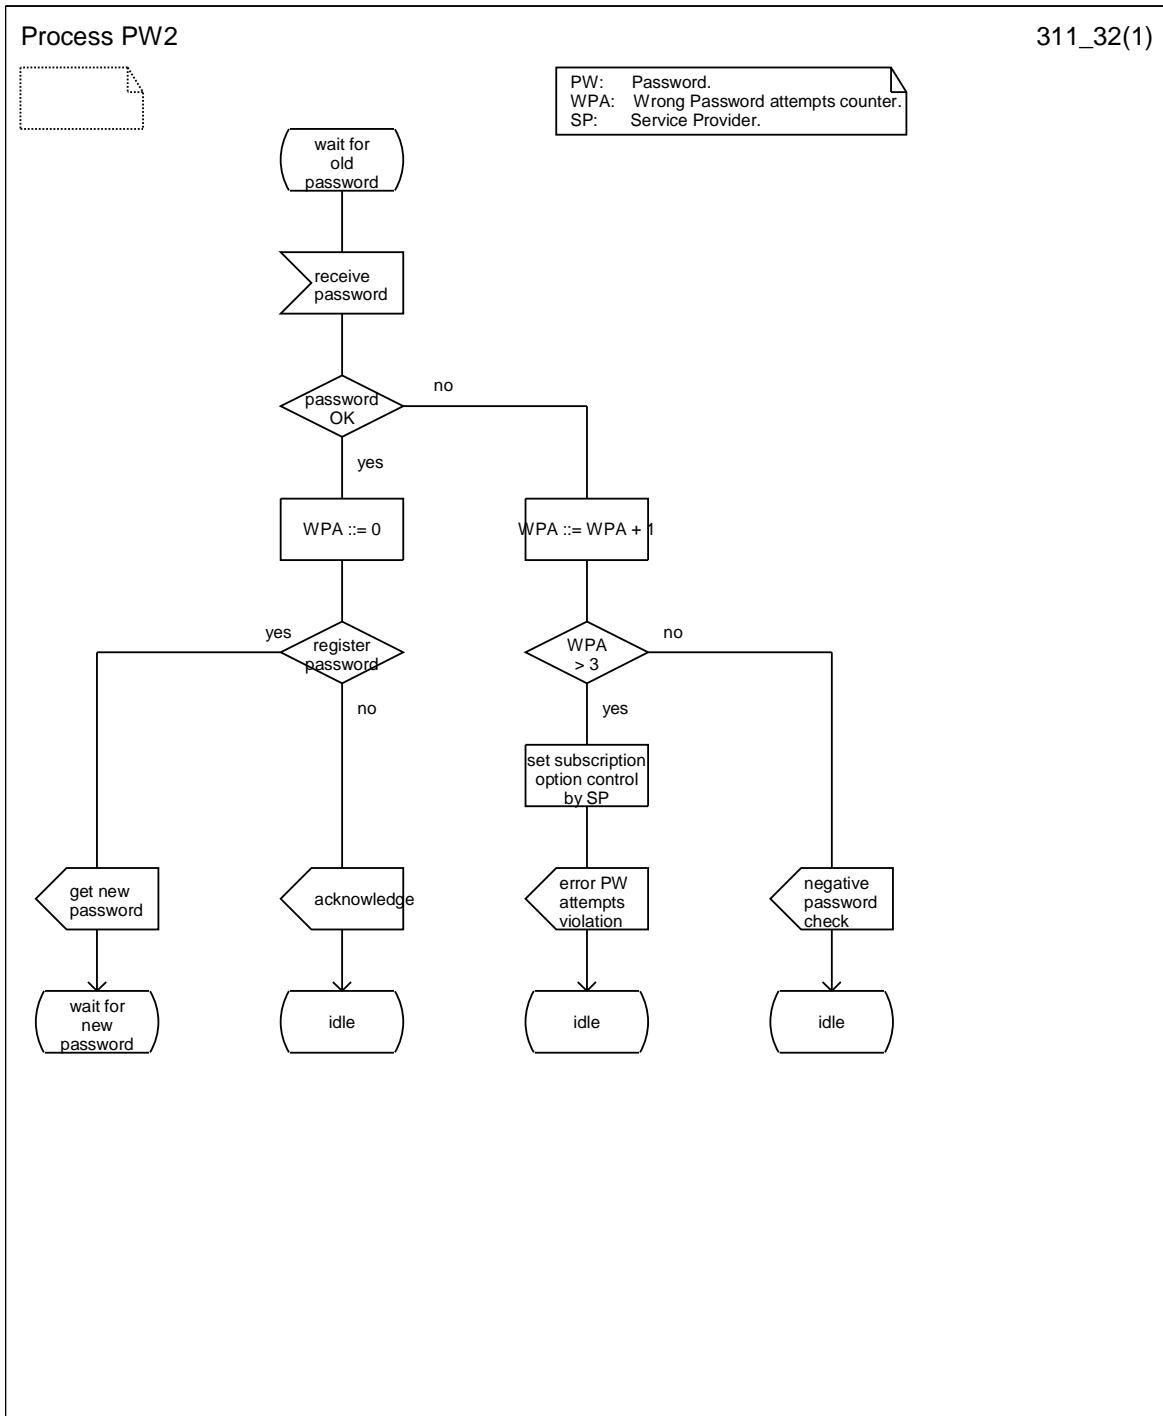 Process PW2
311_32(1)
PW: Password.
WPA: Wrong Password attempts counter.
SP: Service Provider.
wait for
old
password
receive
password
password
OK
no
yes
WPA ::= 0
WPA ::= WPA + 1
yes
register
password
no
WPA
> 3
no
yes
set subscription
option control
by SP
get new
password
acknowledge
error PW
attempts
violation
negative
password
check
wait for
new
password
idle
idle
idle